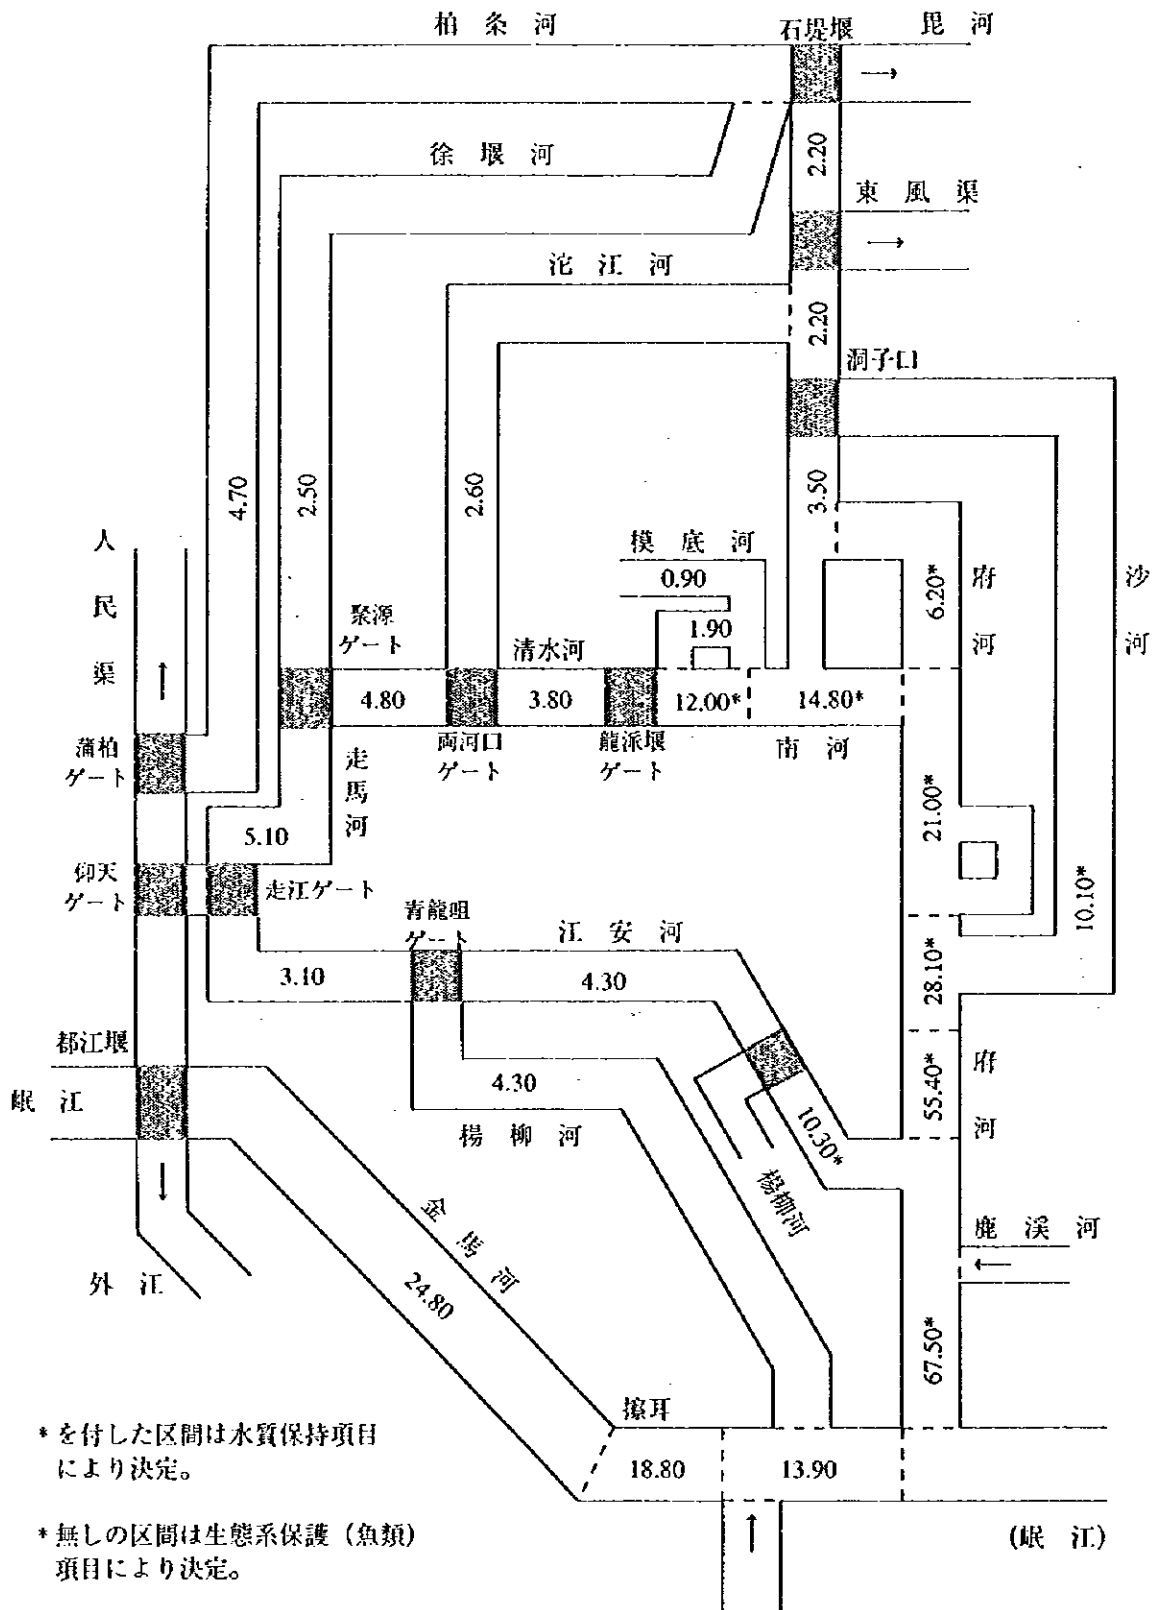 柏条河
石堤堰
毘河
徐堰河
2.20
東風渠
沱江河
2.20
洞子口
4.70
2.50
2.60
3.50
人民渠
模底河
0.90
6.20*
府河
沙河
聚源
ゲート
1.90
清水河
4.80
3.80
12.00*
14.80*
蒲柏
ゲート
走馬河
両河口
ゲート
龍派堰
ゲート
南河
21.00*
5.10
仰天
ゲート
走江ゲート
10.10*
青龍咀
ゲート
江安河
3.10
4.30
28.10*
都江堰
岷江
4.30
楊柳河
55.40*
府河
10.30*
楊柳河
金馬河
鹿渓河
外江
24.80
67.50*
擦耳
18.80
13.90
(岷江)
* を付した区間は水質保持項目
により決定。
* 無しの区間は生態系保護（魚類）
項目により決定。